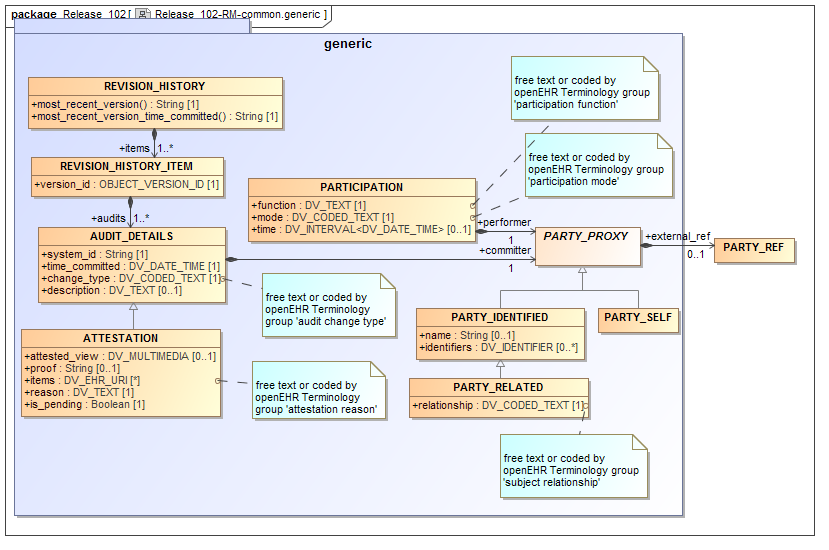 package Release_102 [ Release_102-RM-common.generic ]
generic
REVISION_HISTORY
+most_recent_version() : String [1]
+most_recent_version_time_committed() : String [1]
+items 1..*
REVISION_HISTORY_ITEM
+version_id : OBJECT_VERSION_ID [1]
+audits 1..*
AUDIT_DETAILS
+system_id : String [1]
+time_committed : DV_DATE_TIME [1]
+change_type : DV_CODED_TEXT [1]
+description : DV_TEXT [0..1]
ATTESTATION
+attested_view : DV_MULTIMEDIA [0..1]
+proof : String [0..1]
+items : DV_EHR_URI [*]
+reason : DV_TEXT [1]
+is_pending : Boolean [1]
free text or coded by
openEHR Terminology
group 'audit change type'
free text or coded by
openEHR Terminology
group 'attestation reason'
PARTICIPATION
+function : DV_TEXT [1]
+mode : DV_CODED_TEXT [1]
+time : DV_INTERVAL<DV_DATE_TIME> [0..1]
free text or coded by
openEHR Terminology group
'participation function'
free text or coded by
openEHR Terminology group
'participation mode'
+performer
1
+committer
1
PARTY_PROXY
+external_ref
0..1
PARTY_REF
PARTY_IDENTIFIED
+name : String [0..1]
+identifiers : DV_IDENTIFIER [0..*]
PARTY_SELF
PARTY_RELATED
+relationship : DV_CODED_TEXT [1]
free text or coded by
openEHR Terminology group
'subject relationship'